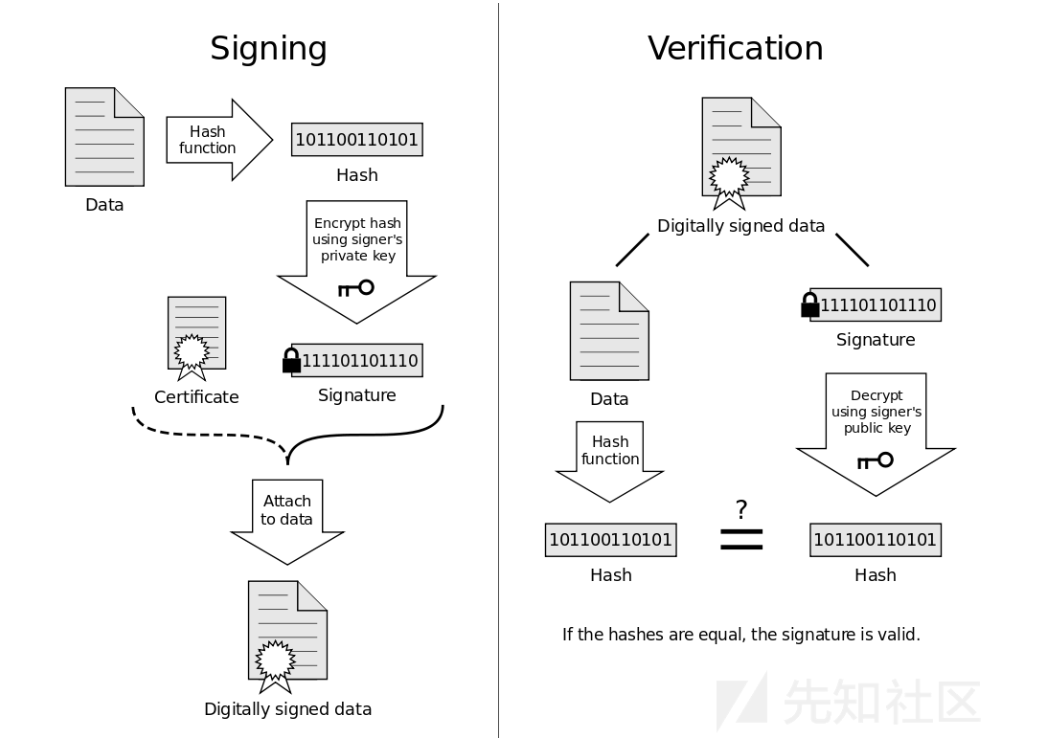 Signing
Hash
function
101100110101
Hash
Data
Encrypt hash
using signer's
private key
111101101110
Certificate
Signature
Attach
to data
Digitally signed data
Verification
Digitally signed data
111101101110
Signature
Data
Decrypt
using signer's
public key
Hash
function
?
=
101100110101
101100110101
Hash
Hash
If the hashes are equal, the signature is valid.
先知社区